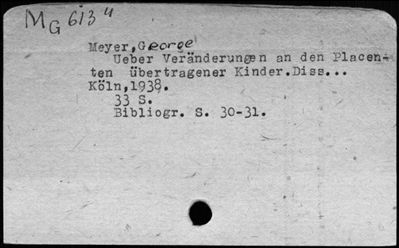 MG 613 u
Meyer,George
Ueber Veränderungen an den Placen-
ten übertragener Kinder.Diss...
Köln,1938.
33 S.
Bibliogr. S. 30-31.